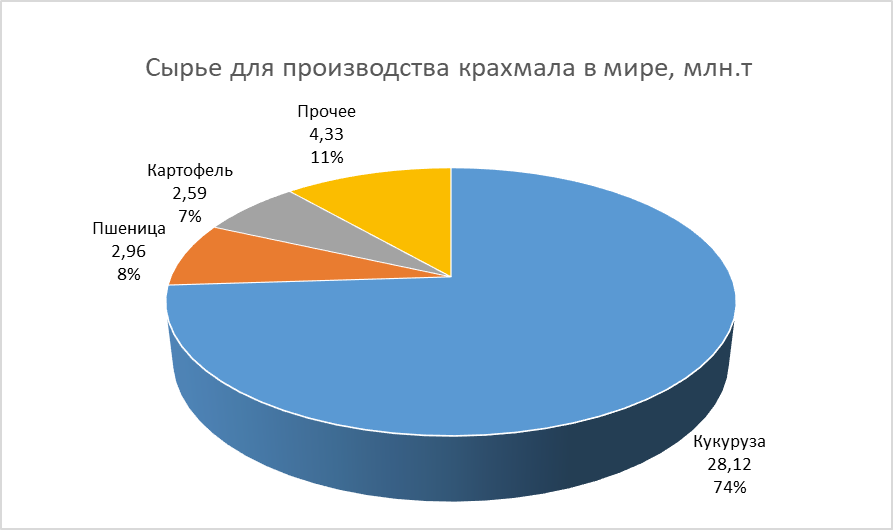 Сырье для производства крахмала в мире, млн.т
Прочее
4,33
11%
Картофель
2,59
7%
Пшеница
2,96
8%
Кукуруза
28,12
74%